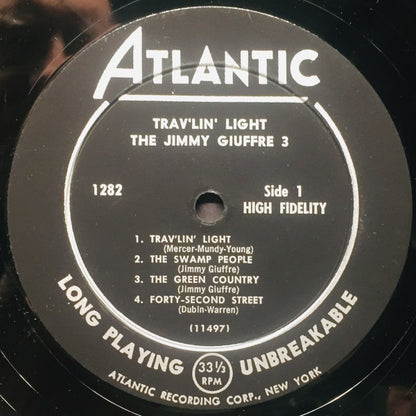 ATLANTIC
TRAV'LIN' LIGHT
THE JIMMY GIUFFRE 3
1282
Side 1
HIGH FIDELITY
1. TRAV'LIN' LIGHT
(Mercer-Mundy-Young)
2. THE SWAMP PEOPLE
(Jimmy Giuffre)
3. THE GREEN COUNTRY
(Jimmy Giuffre)
4. FORTY-SECOND STREET
(Dubin-Warren)
(11497)
LONG PLAYING 33 1/3 RPM UNBREAKABLE
ATLANTIC RECORDING CORP., NEW YORK